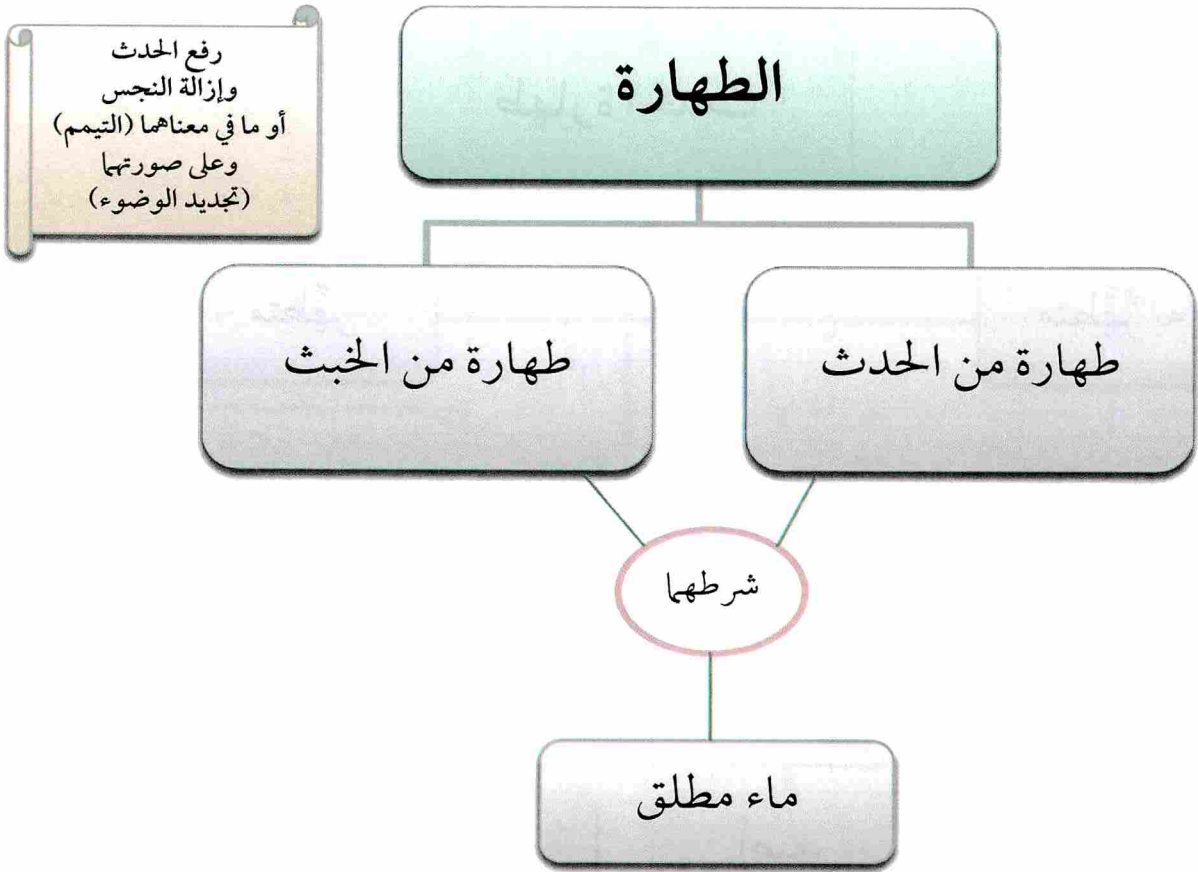 الطهارة
رفع الحدث
وإزالة النجس
أو ما في معناهما (التيمم)
وعلى صورتهما
(تجديد الوضوء)
طهارة من الحدث
طهارة من الخبث
شرطهما
ماء مطلق